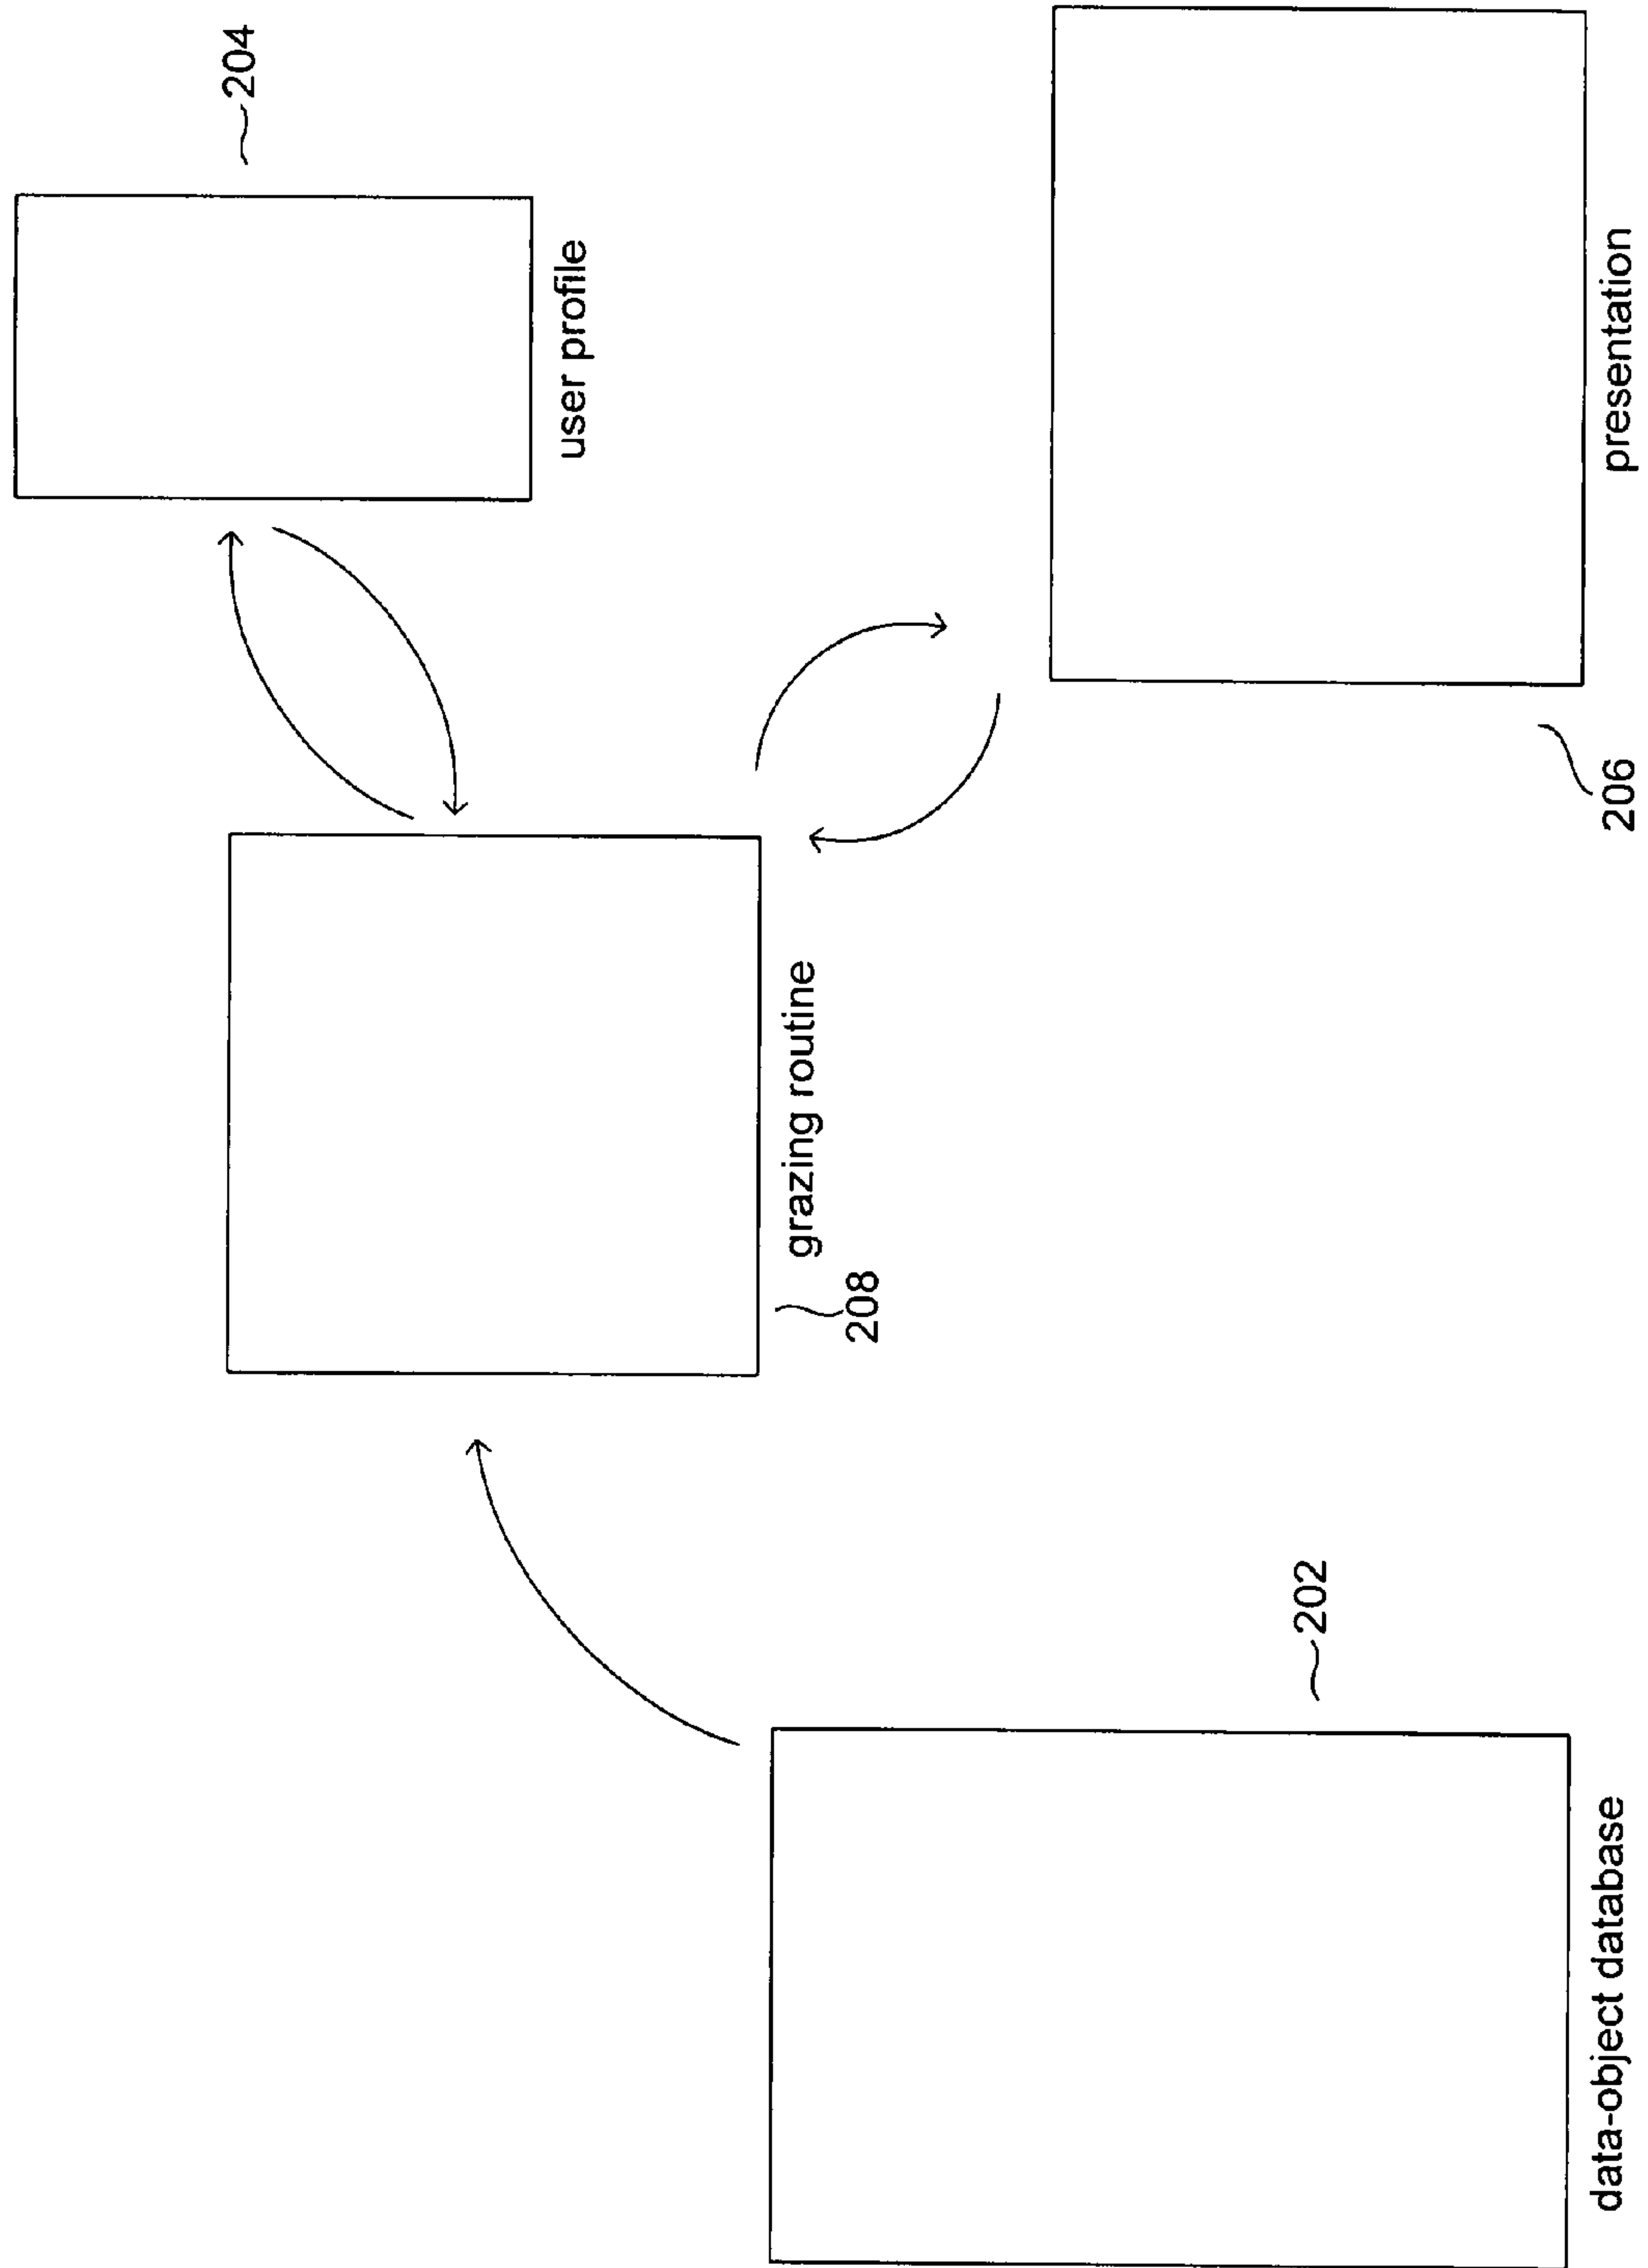 204
user profile
grazing routine
208
202
data-object database
206
presentation